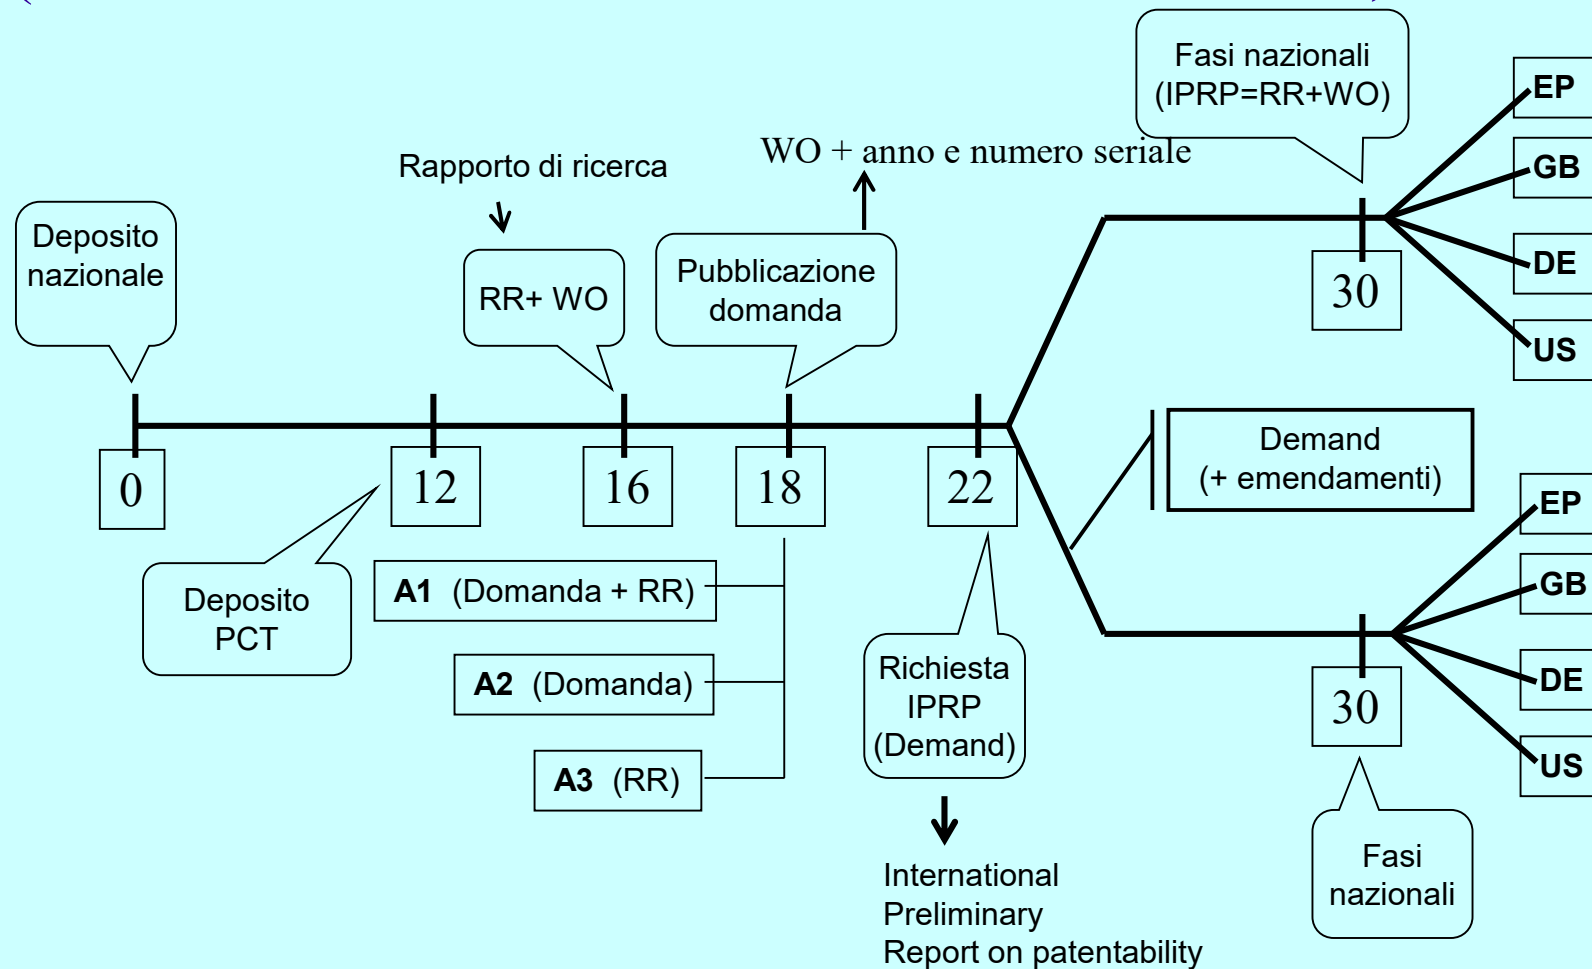 Fasi nazionali
(IPRP=RR+WO)
EP
GB
DE
US
Rapporto di ricerca
WO + anno e numero seriale
Deposito
nazionale
RR+ WO
Pubblicazione
domanda
30
0
12
16
18
22
Demand
(+ emendamenti)
Deposito
PCT
A1 (Domanda + RR)
A2 (Domanda)
A3 (RR)
Richiesta
IPRP
(Demand)
International
Preliminary
Report on patentability
30
EP
GB
DE
US
Fasi
nazionali